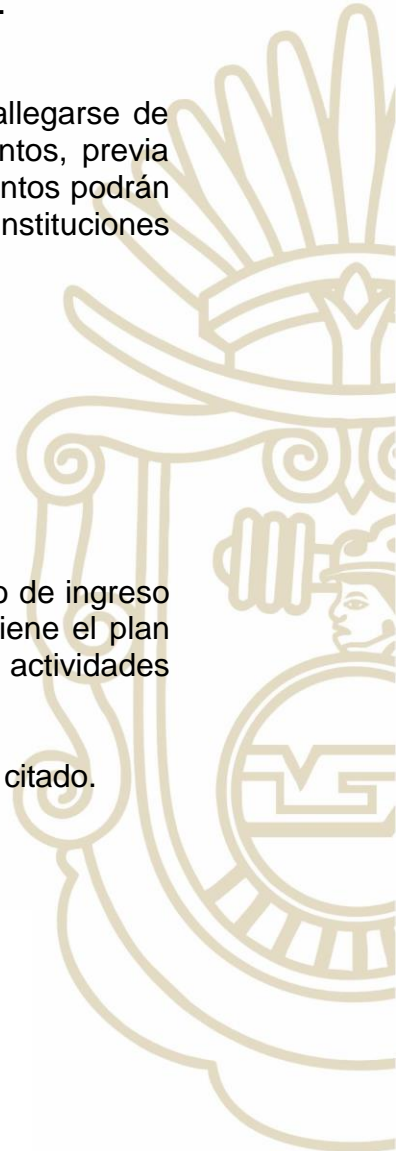 .
allegarse de
ntos, previa
ntos podrán
nstituciones
o de ingreso
iene el plan
actividades
citado.